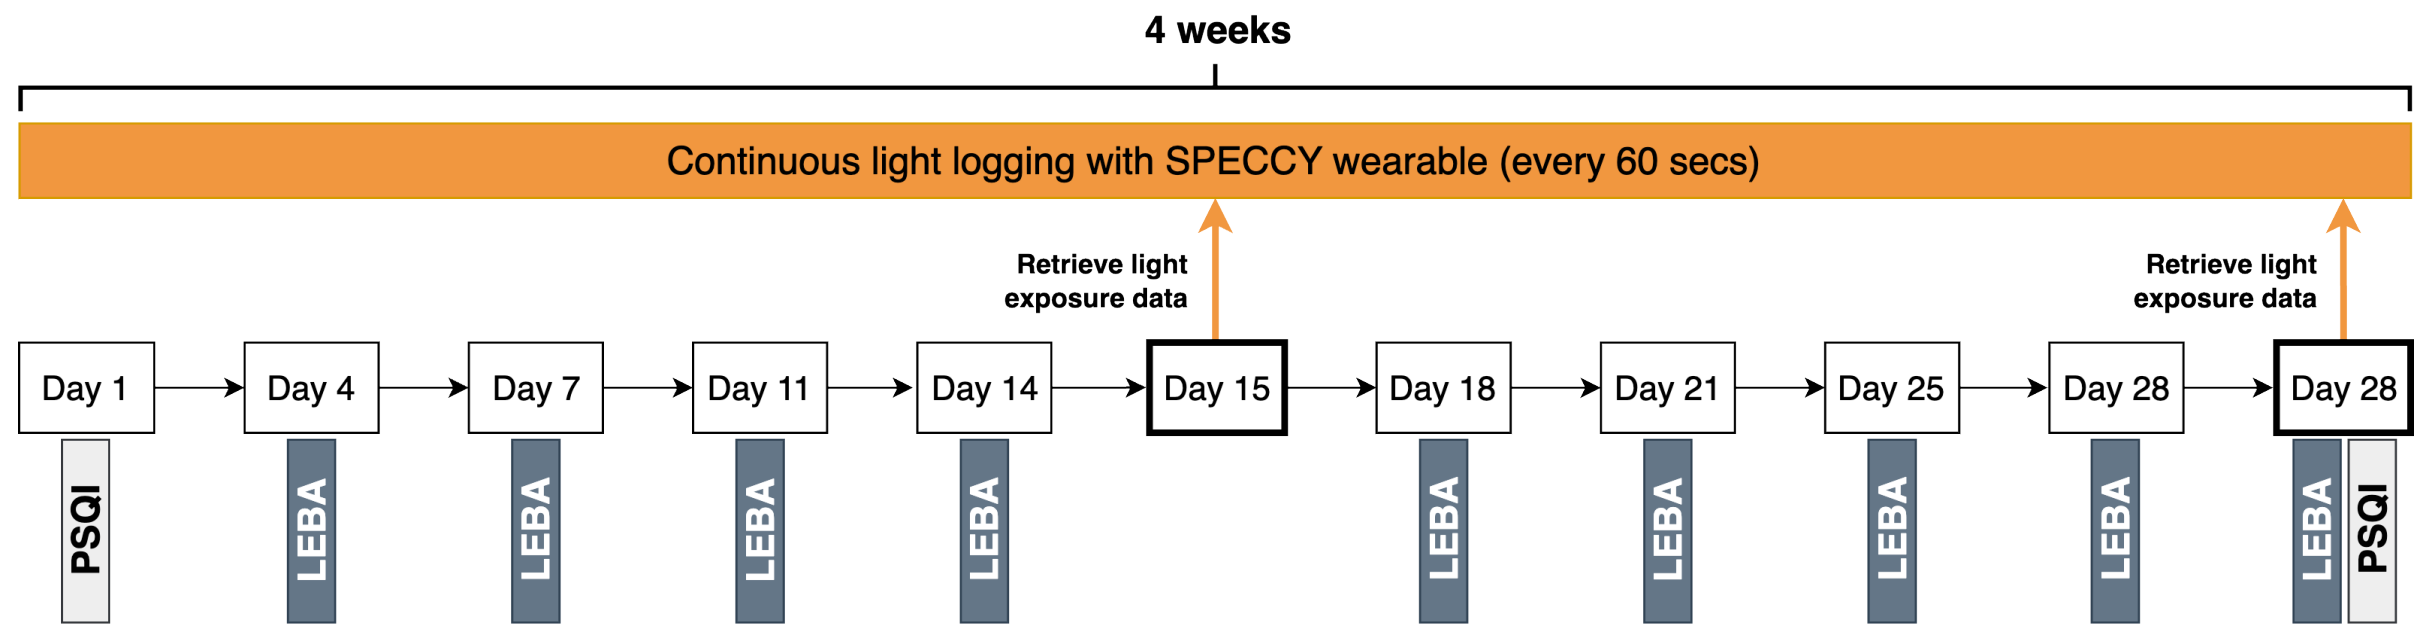 4 weeks
Continuous light logging with SPECCY wearable (every 60 secs)
Retrieve light
exposure data
Retrieve light
exposure data
Day 1
Day 4
Day 7
Day 11
Day 14
Day 15
Day 18
Day 21
Day 25
Day 28
Day 28
PSQI
LEBA
LEBA
LEBA
LEBA
LEBA
LEBA
LEBA
LEBA
LEBA
PSQI